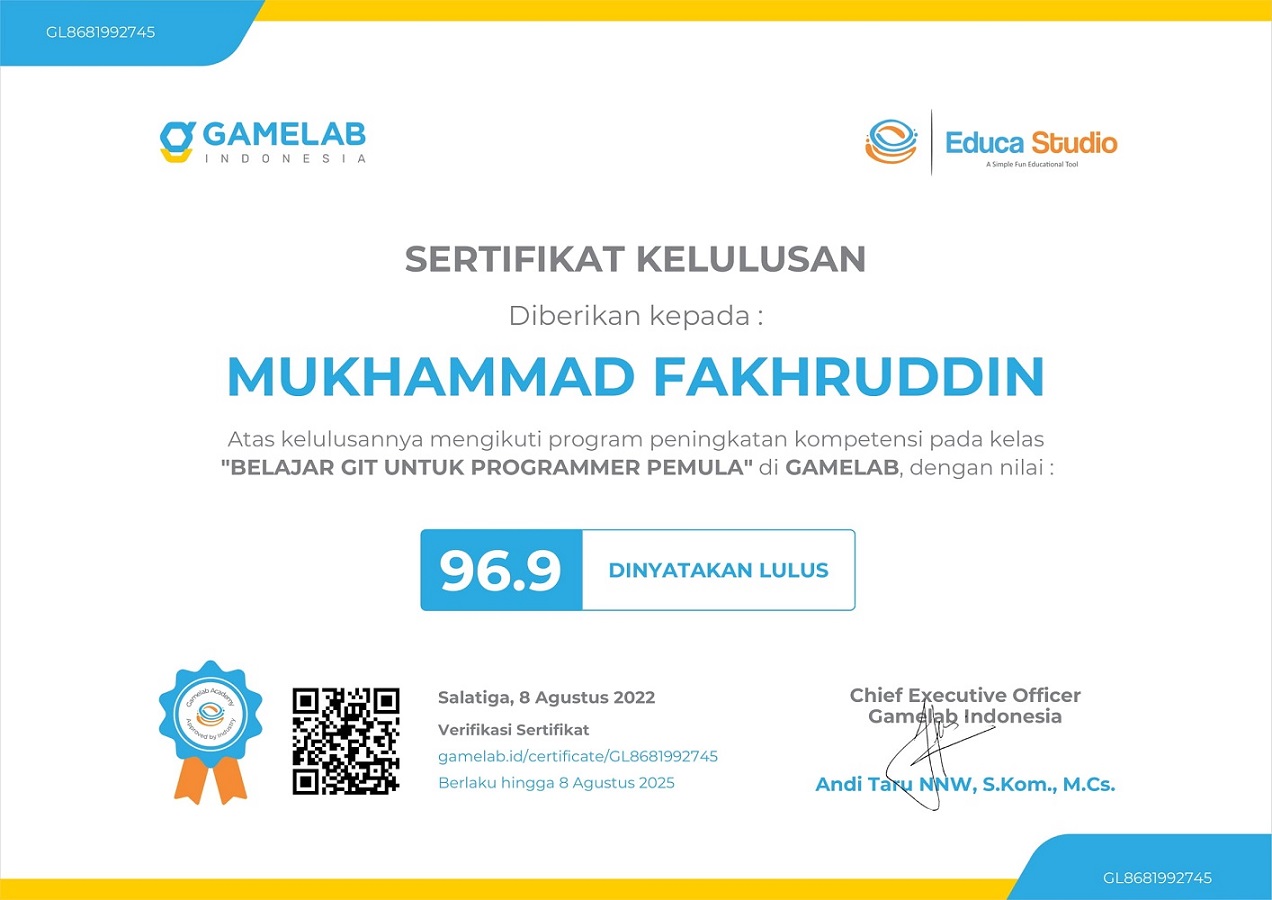 GL8681992745
GAMELAB
INDONESIA
Educa Studio
A Simple Fun Educational Tool
SERTIFIKAT KELULUSAN
Diberikan kepada :
MUKHAMMAD FAKHRUDDIN
Atas kelulusannya mengikuti program peningkatan kompetensi pada kelas
"BELAJAR GIT UNTUK PROGRAMMER PEMULA" di GAMELAB, dengan nilai :
96.9
DINYATAKAN LULUS
Gamelab Academy
Approved by Industry
Salatiga, 8 Agustus 2022
Verifikasi Sertifikat
gamelab.id/certificate/GL8681992745
Berlaku hingga 8 Agustus 2025
Chief Executive Officer
Gamelab Indonesia
Andi Taru NNW, S.Kom., M.Cs.
GL8681992745